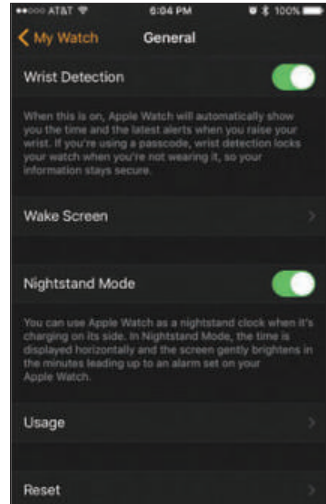 AT&T 6:04 PM 100%
My Watch General
Wrist Detection
When this is on, Apple Watch will automatically show
you the time and the latest alerts when you raise your
wrist. If you're using a passcode, wrist detection locks
your watch when you're not wearing it, so your
information stays secure.
Wake Screen
Nightstand Mode
You can use Apple Watch as a nightstand clock when it's
charging on its side. In Nightstand Mode, the time is
displayed horizontally and the screen gently brightens in
the minutes leading up to an alarm set on your
Apple Watch.
Usage
Reset